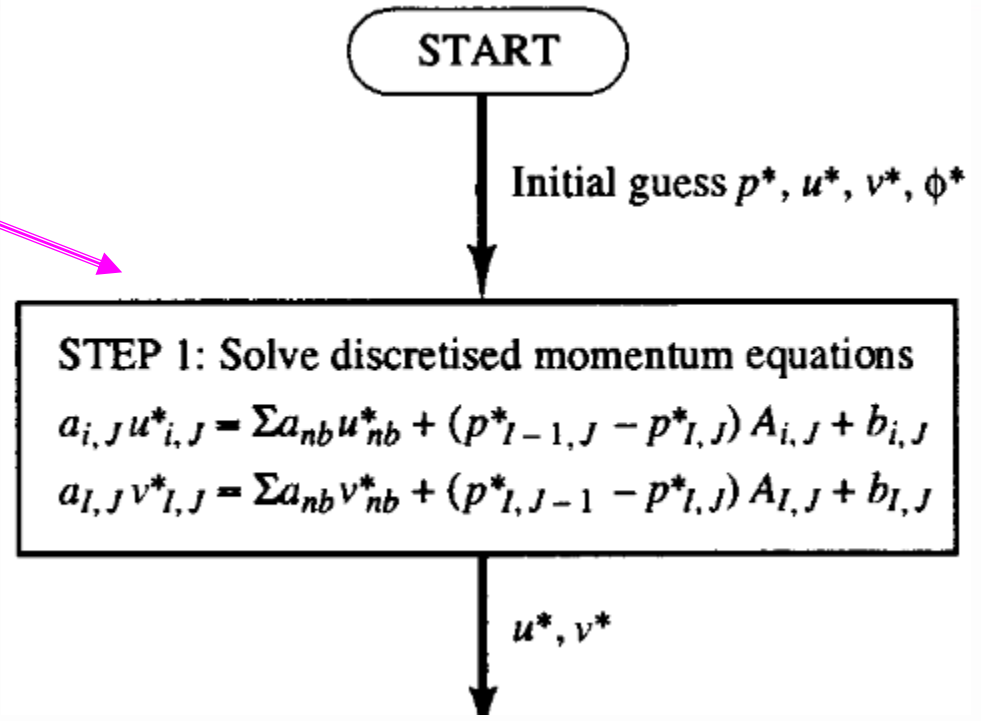 START
Initial guess p*, u*, v*, ϕ*
STEP 1: Solve discretised momentum equations
a_{i,J} u*_{i,J} = Σa_{nb} u*_{nb} + (p*_{I−1,J} − p*_{I,J}) A_{i,J} + b_{i,J}
a_{I,J} v*_{I,J} = Σa_{nb} v*_{nb} + (p*_{I,J−1} − p*_{I,J}) A_{I,J} + b_{I,J}
u*, v*